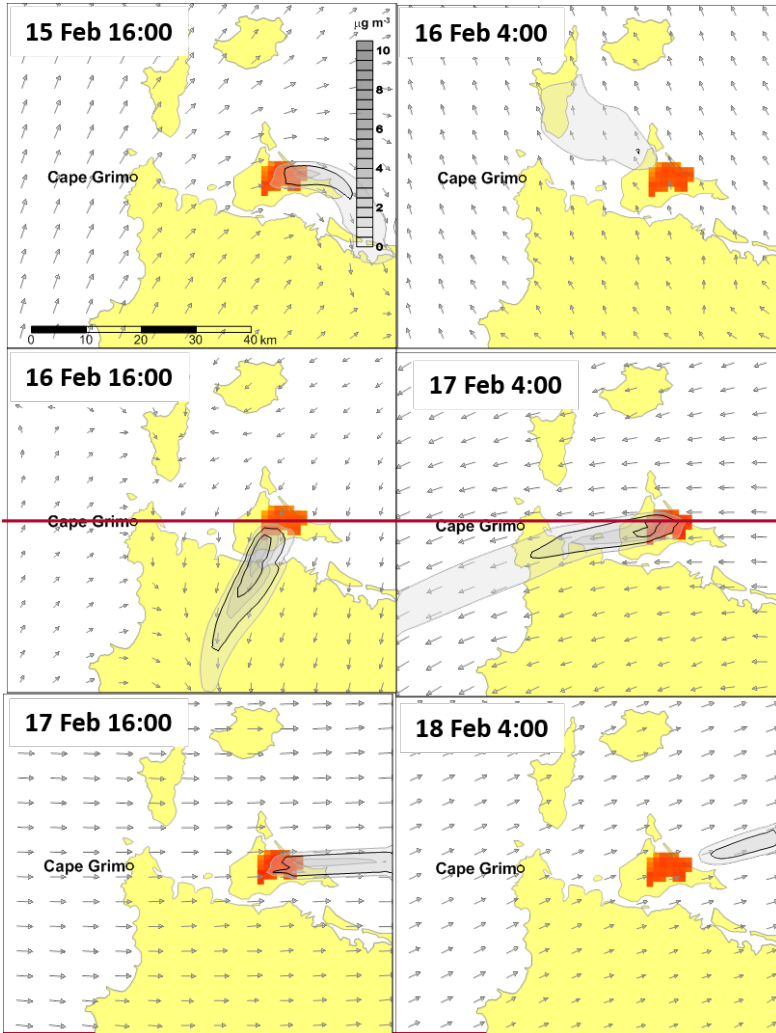 15 Feb 16:00
µg m-3
10
8
6
4
2
0
Cape Grim
0 10 20 30 40 km
16 Feb 4:00
Cape Grim
16 Feb 16:00
Cape Grim
17 Feb 4:00
Cape Grim
17 Feb 16:00
Cape Grim
18 Feb 4:00
Cape Grim